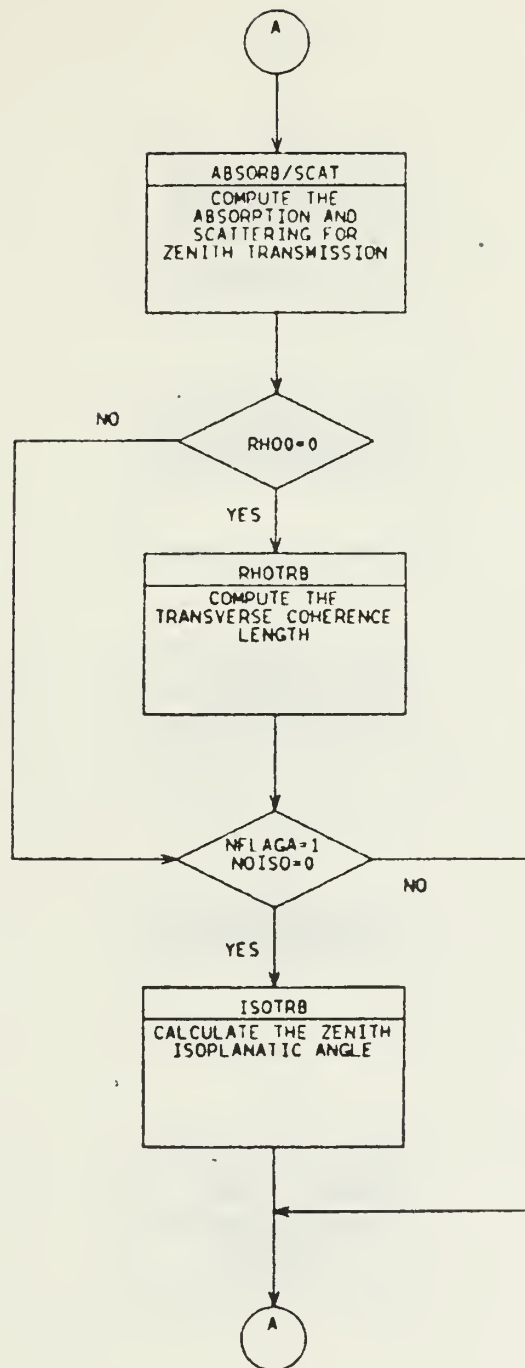 A
ABSORB/SCAT
COMPUTE THE
ABSORPTION AND
SCATTERING FOR
ZENITH TRANSMISSION
NO
RHO0=0
YES
RHOTRB
COMPUTE THE
TRANSVERSE COHERENCE
LENGTH
NFLAGA=1
NOISO=0
NO
YES
ISOTRB
CALCULATE THE ZENITH
ISOPLANATIC ANGLE
A